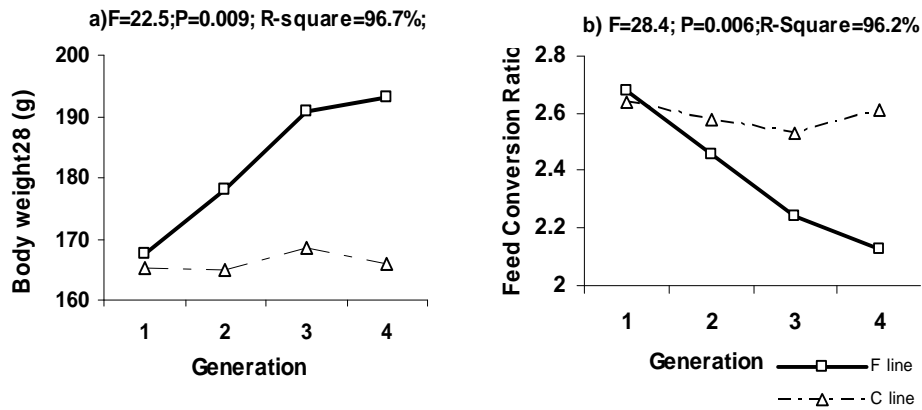 a)F=22.5;P=0.009; R-square=96.7%;
200
190
180
170
160
Body weight28 (g)
1 2 3 4
Generation
b) F=28.4; P=0.006;R-Square=96.2%
2.8
2.6
2.4
2.2
2
Feed Conversion Ratio
1 2 3 4
Generation
F line
C line